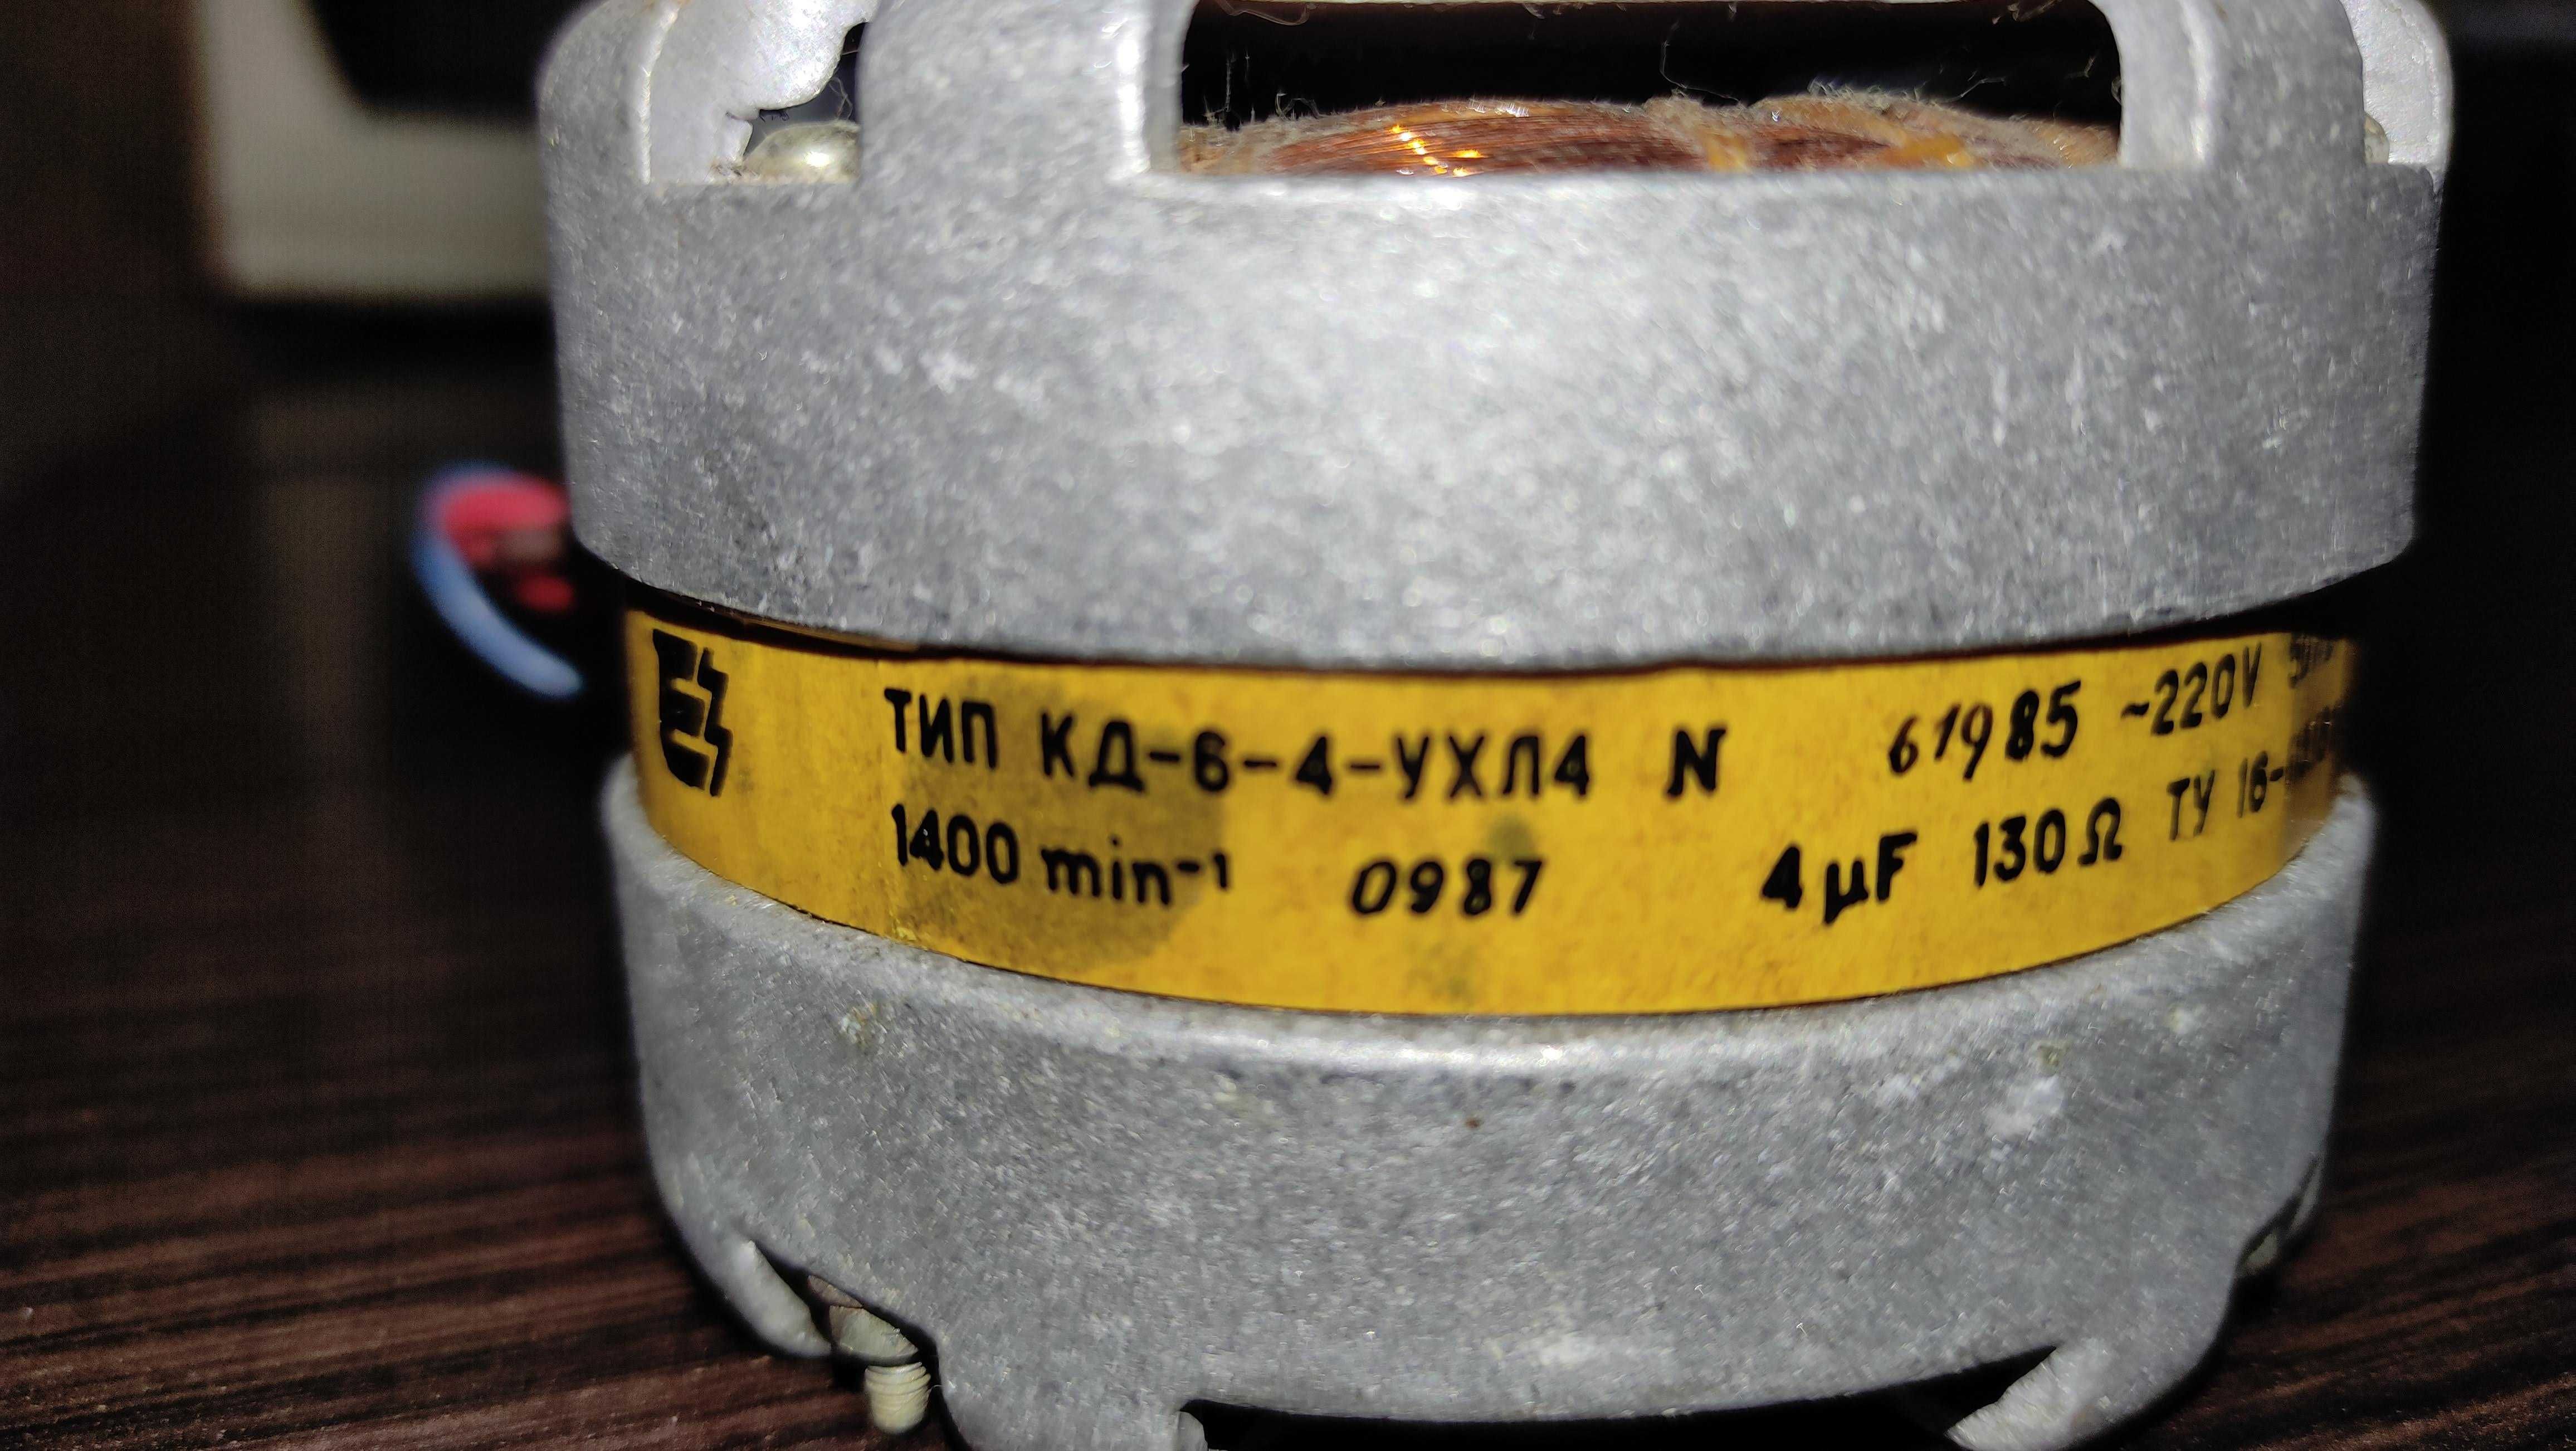 ТИП КД-6-4-УХЛ4 N 61985 ~220V
1400 min⁻¹ 0987 4 μF 130 Ω ТУ 16-